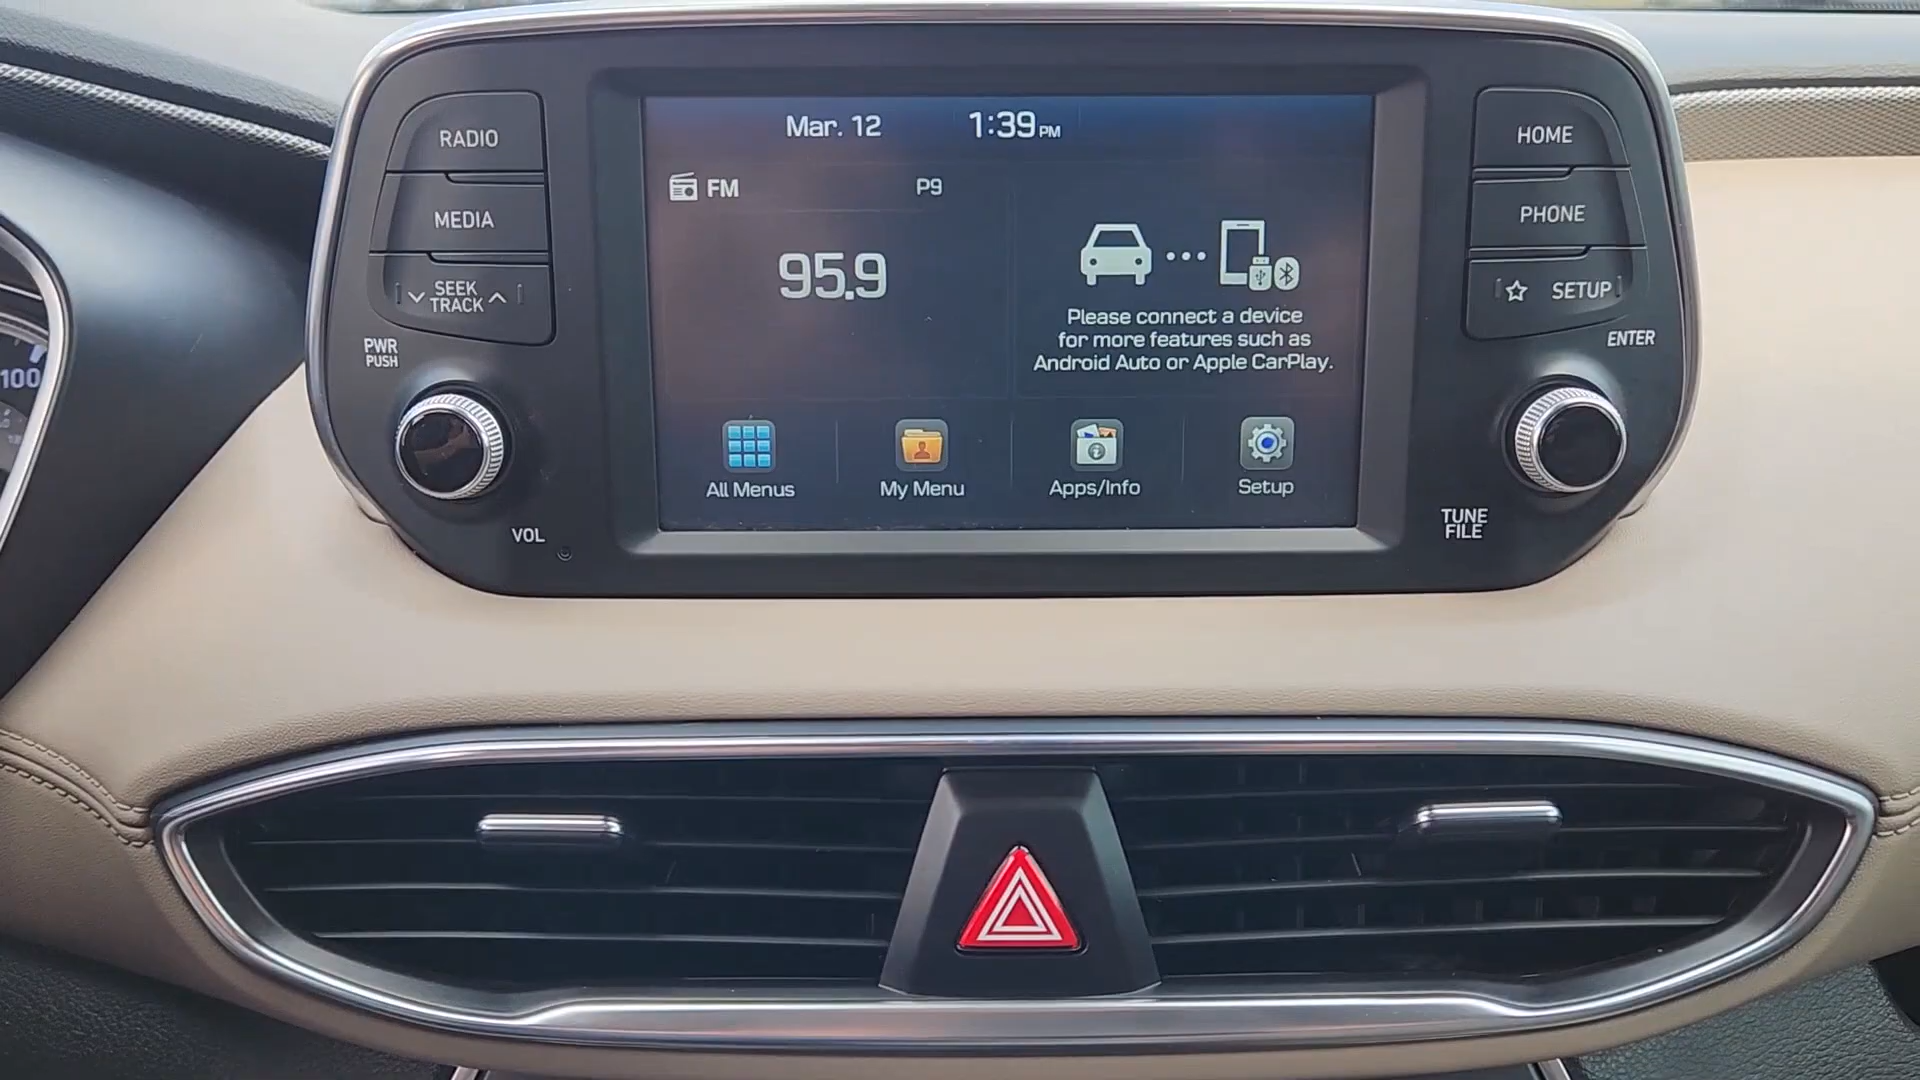 RADIO
MEDIA
SEEK
TRACK
PWR
PUSH
VOL
100
Mar. 12 1:39 PM
FM P9
95.9
Please connect a device
for more features such as
Android Auto or Apple CarPlay.
All Menus My Menu Apps/Info Setup
HOME
PHONE
SETUP
ENTER
TUNE
FILE